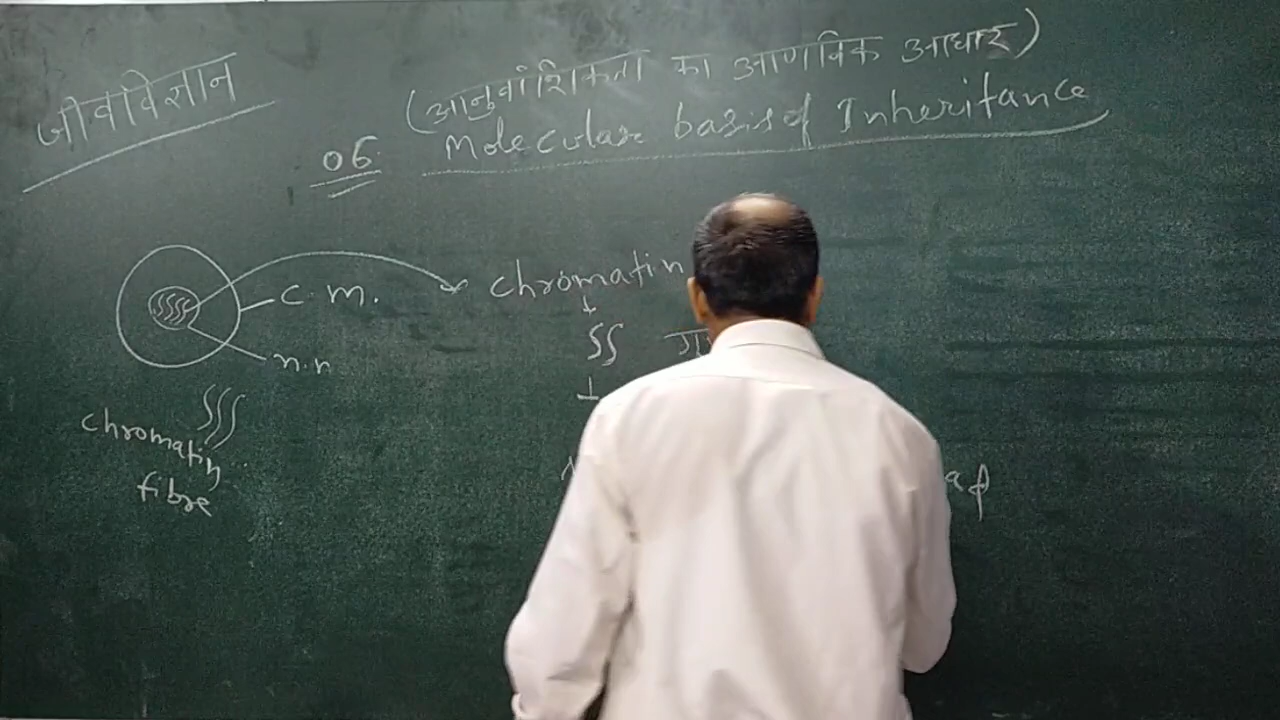 जीवविज्ञान
(आनुवांशिकता का आणविक आधार)
06. Molecular basis of Inheritance
chromatin
C.M.
n.n
chromatin
fibre